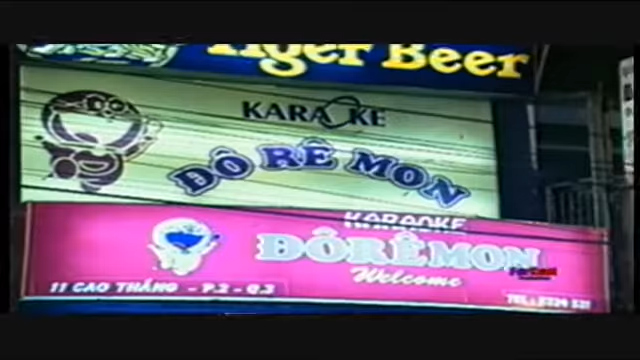 Tiger Beer
KARAOKE
ĐÔ RÊ MON
KARAOKE
ĐÔRÊMON
Welcome
11 CAO THẮNG - P.2 - Q.3